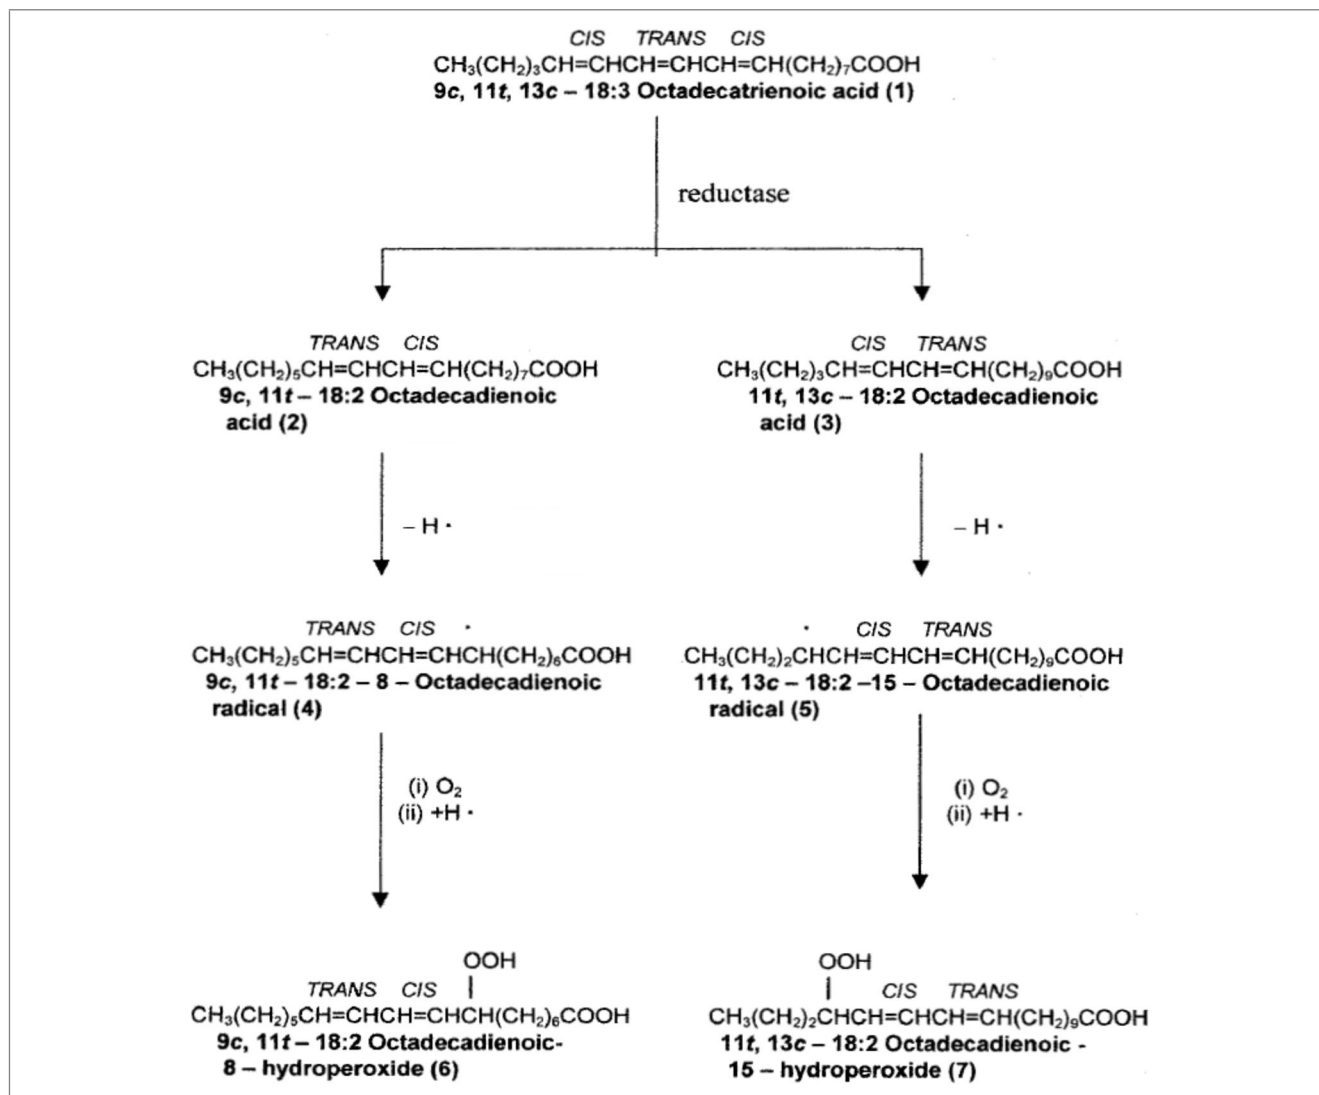 CIS TRANS CIS
CH₃(CH₂)₃CH=CHCH=CHCH=CH(CH₂)₇COOH
9c, 11t, 13c – 18:3 Octadecatrienoic acid (1)
reductase
TRANS CIS
CH₃(CH₂)₅CH=CHCH=CH(CH₂)₇COOH
9c, 11t – 18:2 Octadecadienoic
acid (2)
CIS TRANS
CH₃(CH₂)₃CH=CHCH=CH(CH₂)₉COOH
11t, 13c – 18:2 Octadecadienoic
acid (3)
– H ·
– H ·
TRANS CIS ·
CH₃(CH₂)₅CH=CHCH=CHCH(CH₂)₆COOH
9c, 11t – 18:2 – 8 – Octadecadienoic
radical (4)
· CIS TRANS
CH₃(CH₂)₂CHCH=CHCH=CH(CH₂)₉COOH
11t, 13c – 18:2 –15 – Octadecadienoic
radical (5)
(i) O₂
(ii) +H ·
(i) O₂
(ii) +H ·
OOH
TRANS CIS
CH₃(CH₂)₅CH=CHCH=CHCH(CH₂)₆COOH
9c, 11t – 18:2 Octadecadienoic-
8 – hydroperoxide (6)
OOH
CIS TRANS
CH₃(CH₂)₂CHCH=CHCH=CH(CH₂)₉COOH
11t, 13c – 18:2 Octadecadienoic -
15 – hydroperoxide (7)